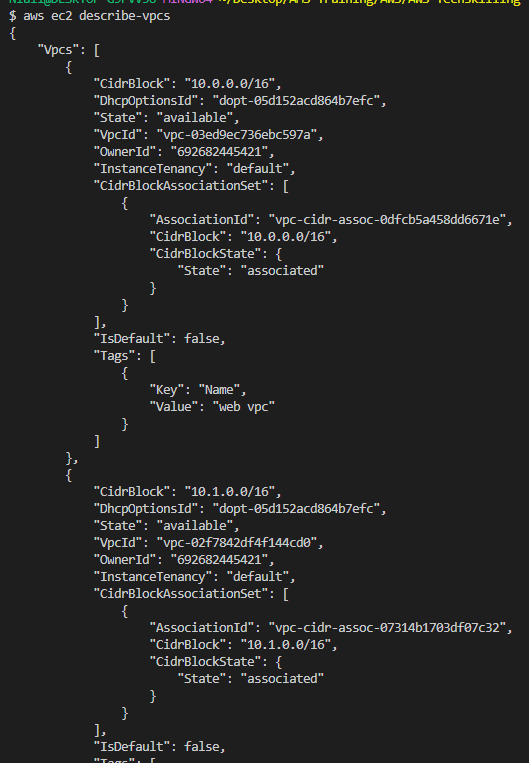 MINGW64 ~/Desktop/AWS Training/AWS/AWS Techskilling
$ aws ec2 describe-vpcs
{
    "Vpcs": [
        {
            "CidrBlock": "10.0.0.0/16",
            "DhcpOptionsId": "dopt-05d152acd864b7efc",
            "State": "available",
            "VpcId": "vpc-03ed9ec736ebc597a",
            "OwnerId": "692682445421",
            "InstanceTenancy": "default",
            "CidrBlockAssociationSet": [
                {
                    "AssociationId": "vpc-cidr-assoc-0dfcb5a458dd6671e",
                    "CidrBlock": "10.0.0.0/16",
                    "CidrBlockState": {
                        "State": "associated"
                    }
                }
            ],
            "IsDefault": false,
            "Tags": [
                {
                    "Key": "Name",
                    "Value": "web vpc"
                }
            ]
        },
        {
            "CidrBlock": "10.1.0.0/16",
            "DhcpOptionsId": "dopt-05d152acd864b7efc",
            "State": "available",
            "VpcId": "vpc-02f7842df4f144cd0",
            "OwnerId": "692682445421",
            "InstanceTenancy": "default",
            "CidrBlockAssociationSet": [
                {
                    "AssociationId": "vpc-cidr-assoc-07314b1703df07c32",
                    "CidrBlock": "10.1.0.0/16",
                    "CidrBlockState": {
                        "State": "associated"
                    }
                }
            ],
            "IsDefault": false,
            "Tags": [